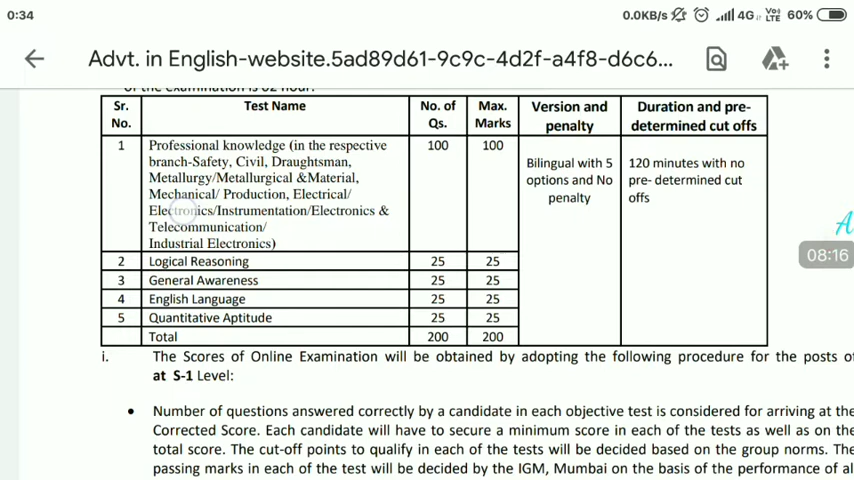 0:34
0.0KB/s 4G VoLTE 60%
Advt. in English-website.5ad89d61-9c9c-4d2f-a4f8-d6c6...
of the Examination is 02 hour.
Sr. No. Test Name No. of Qs. Max. Marks Version and penalty Duration and pre-determined cut offs
1 Professional knowledge (in the respective 100 100
branch-Safety, Civil, Draughtsman,
Metallurgy/Metallurgical &Material,
Mechanical/ Production, Electrical/
Electronics/Instrumentation/Electronics &
Telecommunication/
Industrial Electronics)
Bilingual with 5
options and No
penalty
120 minutes with no
pre- determined cut
offs
2 Logical Reasoning 25 25
3 General Awareness 25 25
4 English Language 25 25
5 Quantitative Aptitude 25 25
Total 200 200
A
08:16
i. The Scores of Online Examination will be obtained by adopting the following procedure for the posts of
at S-1 Level:
• Number of questions answered correctly by a candidate in each objective test is considered for arriving at the
Corrected Score. Each candidate will have to secure a minimum score in each of the tests as well as on the
total score. The cut-off points to qualify in each of the tests will be decided based on the group norms. The
passing marks in each of the test will be decided by the IGM, Mumbai on the basis of the performance of al